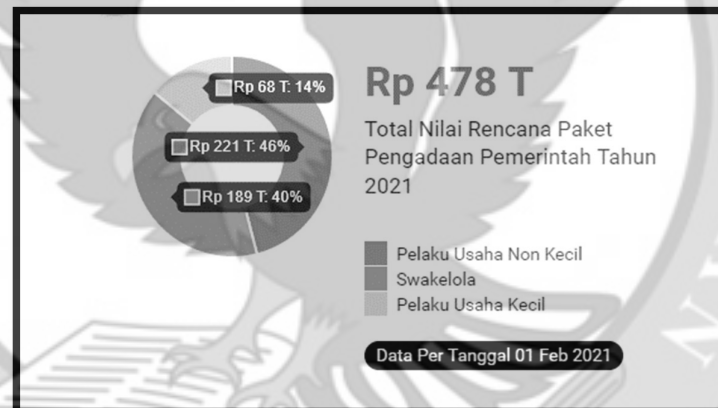 Rp 68 T: 14%
Rp 221 T: 46%
Rp 189 T: 40%
Rp 478 T
Total Nilai Rencana Paket
Pengadaan Pemerintah Tahun
2021
Pelaku Usaha Non Kecil
Swakelola
Pelaku Usaha Kecil
Data Per Tanggal 01 Feb 2021